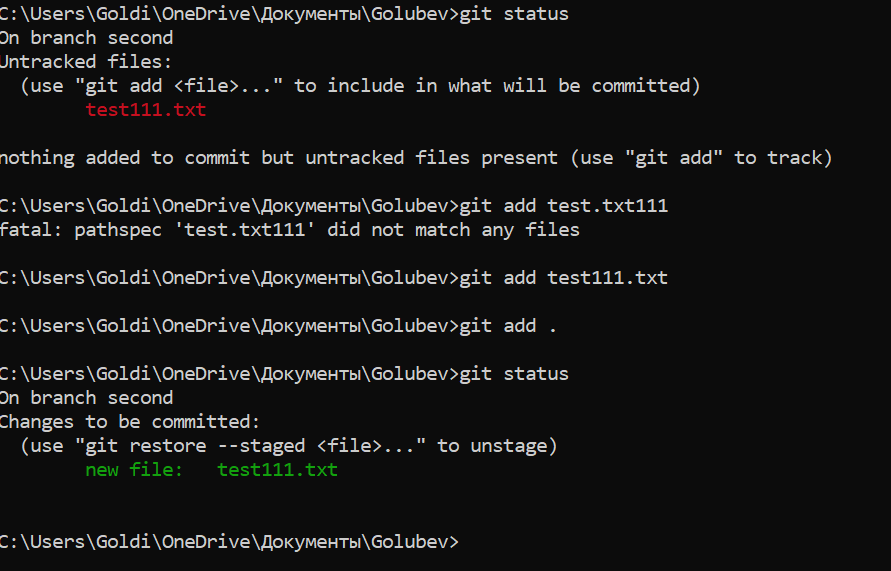 C:\Users\Goldi\OneDrive\Документы\Golubev>git status
On branch second
Untracked files:
  (use "git add <file>..." to include in what will be committed)
        test111.txt
nothing added to commit but untracked files present (use "git add" to track)
C:\Users\Goldi\OneDrive\Документы\Golubev>git add test.txt111
fatal: pathspec 'test.txt111' did not match any files
C:\Users\Goldi\OneDrive\Документы\Golubev>git add test111.txt
C:\Users\Goldi\OneDrive\Документы\Golubev>git add .
C:\Users\Goldi\OneDrive\Документы\Golubev>git status
On branch second
Changes to be committed:
  (use "git restore --staged <file>..." to unstage)
        new file:   test111.txt
C:\Users\Goldi\OneDrive\Документы\Golubev>